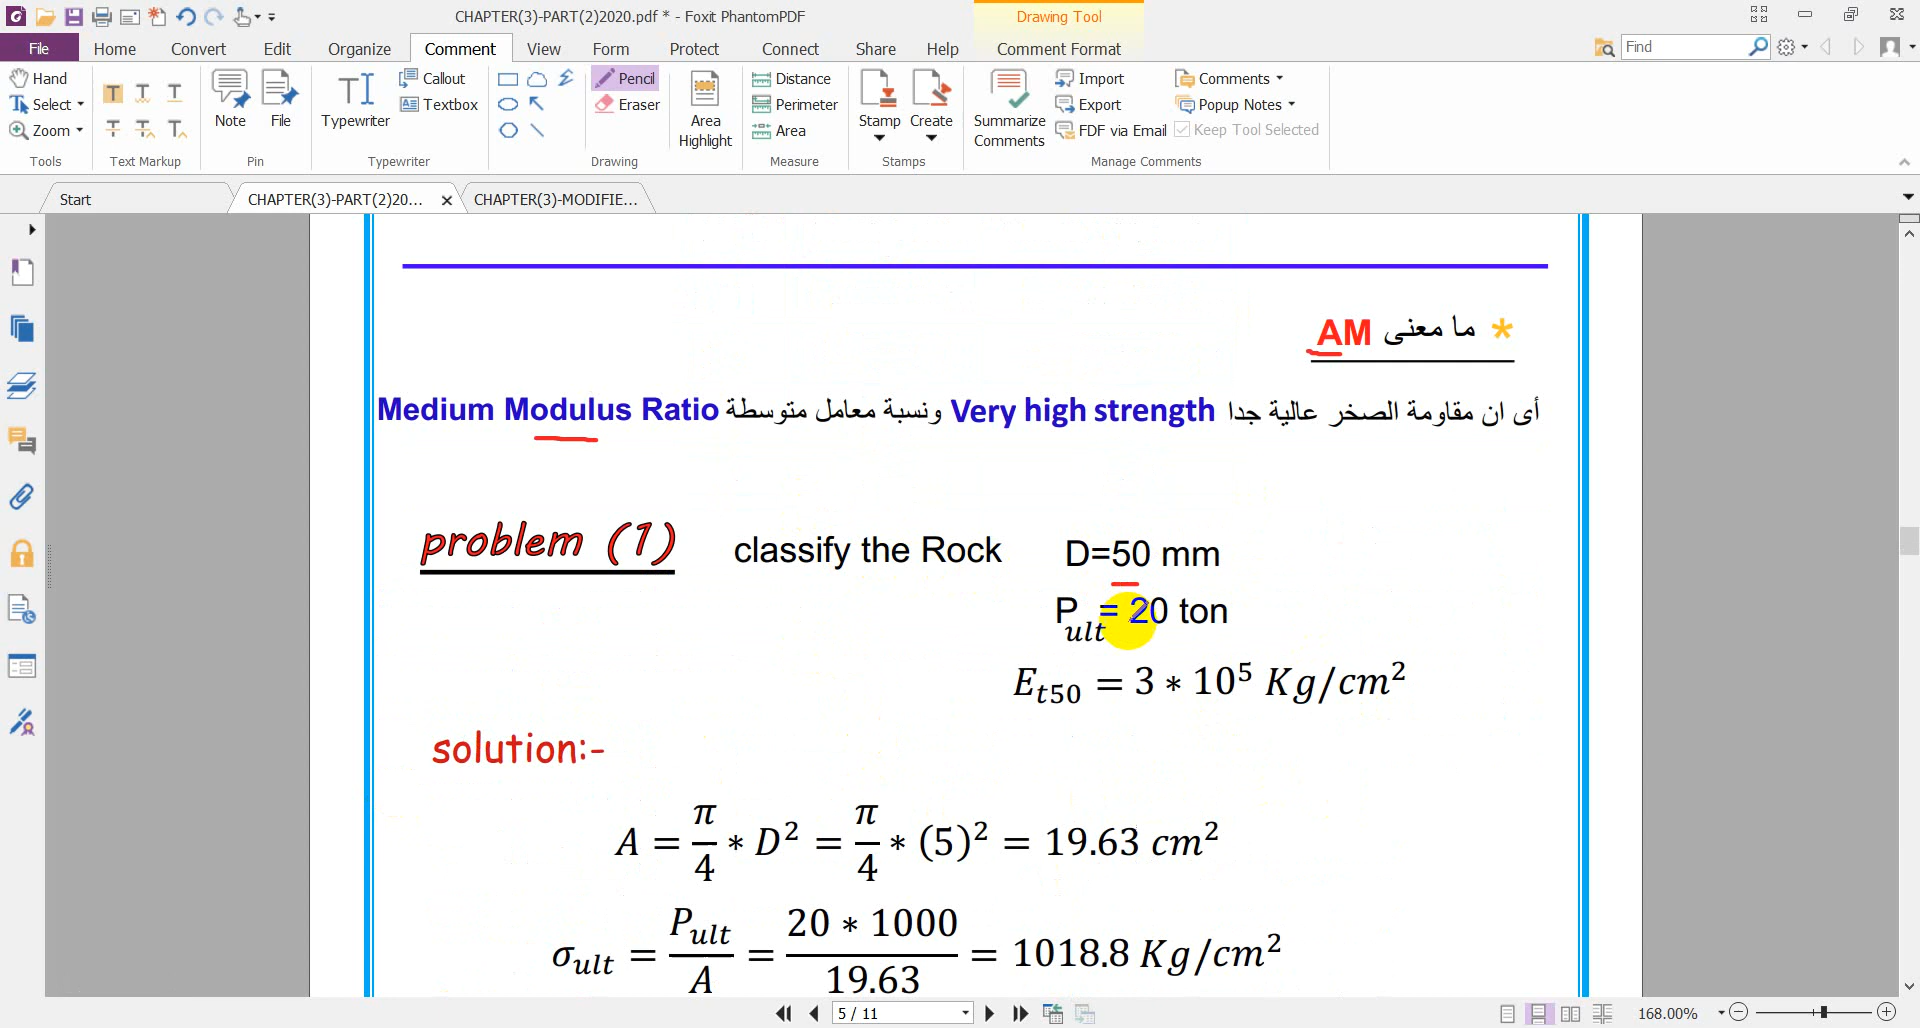 CHAPTER(3)-PART(2)2020.pdf * - Foxit PhantomPDF
Drawing Tool
File Home Convert Edit Organize Comment View Form Protect Connect Share Help Comment Format Find
Hand
Select
Zoom
Tools
Text Markup
Note
File
Pin
Typewriter
Callout
Textbox
Typewriter
Pencil
Eraser
Drawing
Area
Highlight
Distance
Perimeter
Area
Measure
Stamp
Create
Stamps
Summarize
Comments
Import
Export
FDF via Email
Comments
Popup Notes
Keep Tool Selected
Manage Comments
Start
CHAPTER(3)-PART(2)20...
CHAPTER(3)-MODIFIE...
* ما معنى AM
أى ان مقاومة الصخر عالية جدا Very high strength ونسبة معامل متوسطة Medium Modulus Ratio
problem (1) classify the Rock D=50 mm
P_ult = 20 ton
E_t50 = 3 * 10^5 Kg/cm^2
solution:-
A = π/4 * D² = π/4 * (5)² = 19.63 cm²
σ_ult = P_ult/A = 20 * 1000/19.63 = 1018.8 Kg/cm²
5 / 11
168.00%